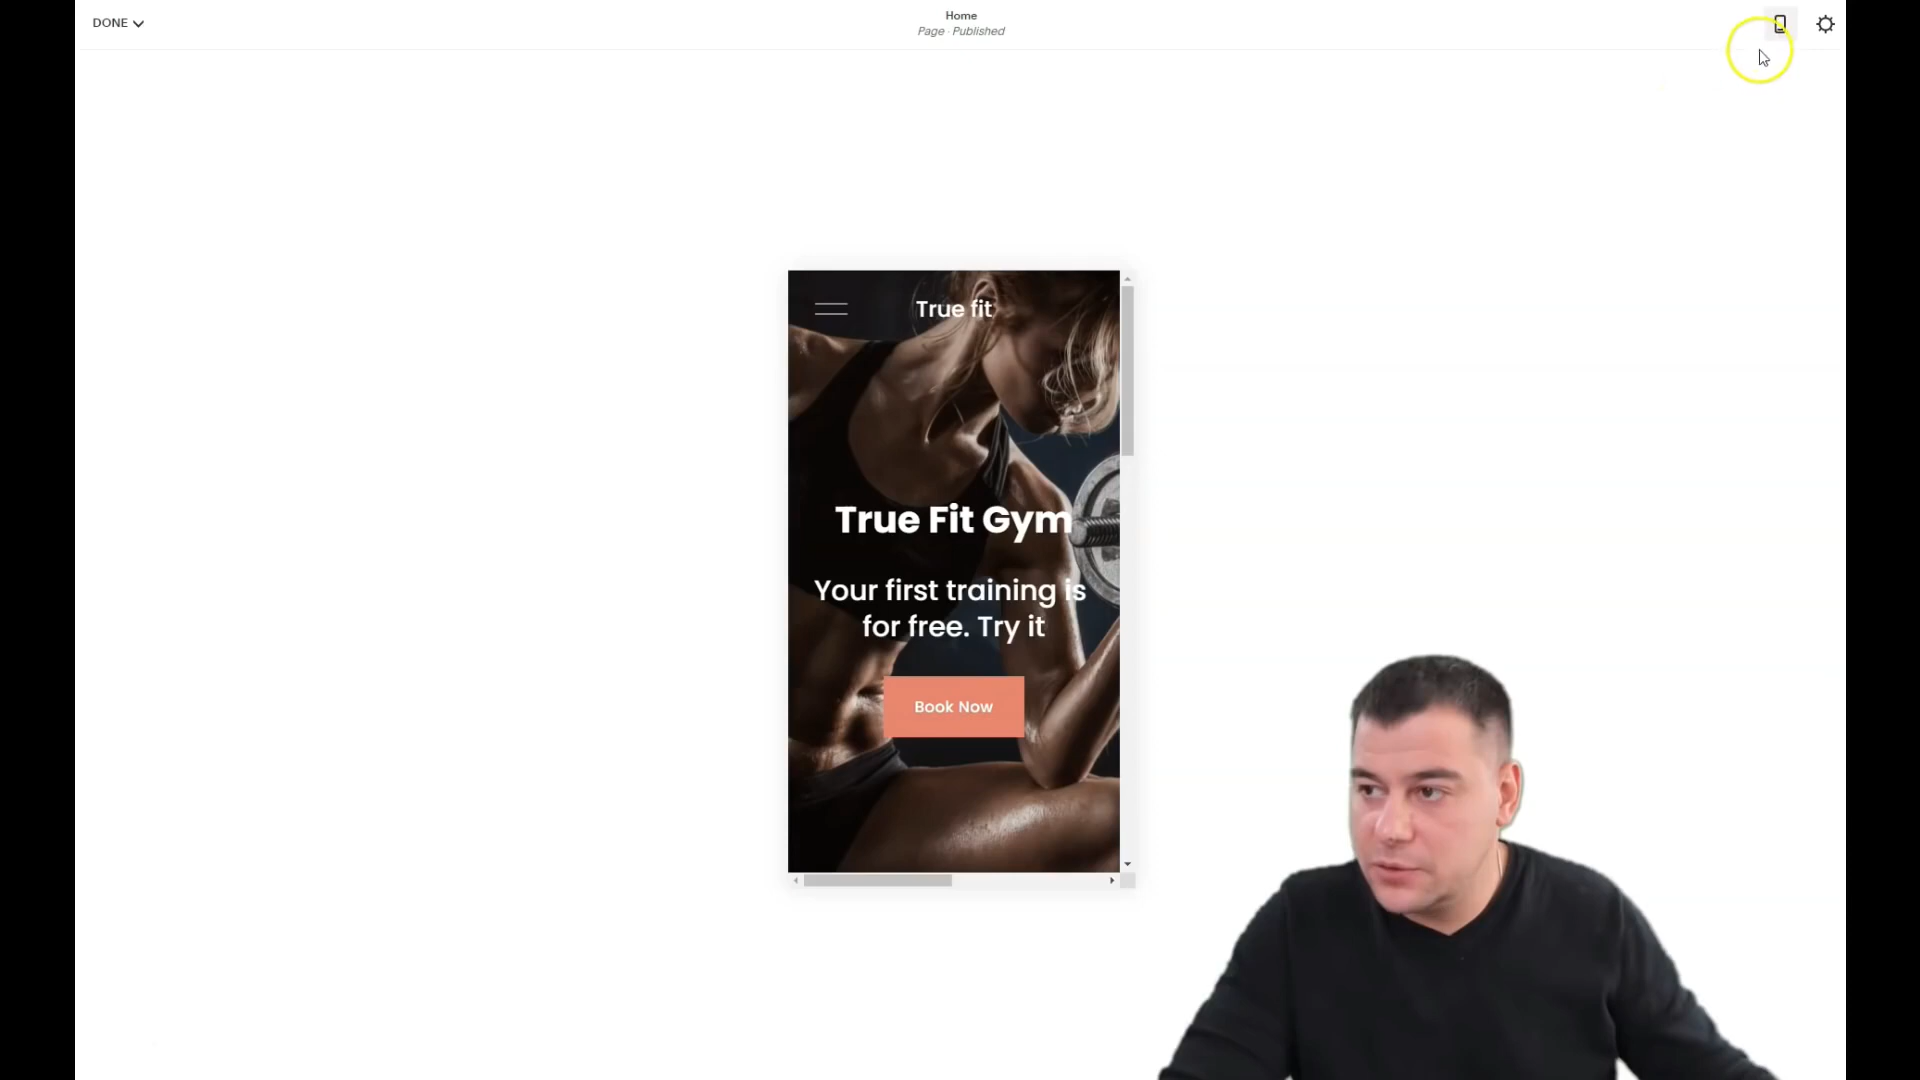 DONE
Home
Page · Published
True fit
True Fit Gym
Your first training is
for free. Try it
Book Now